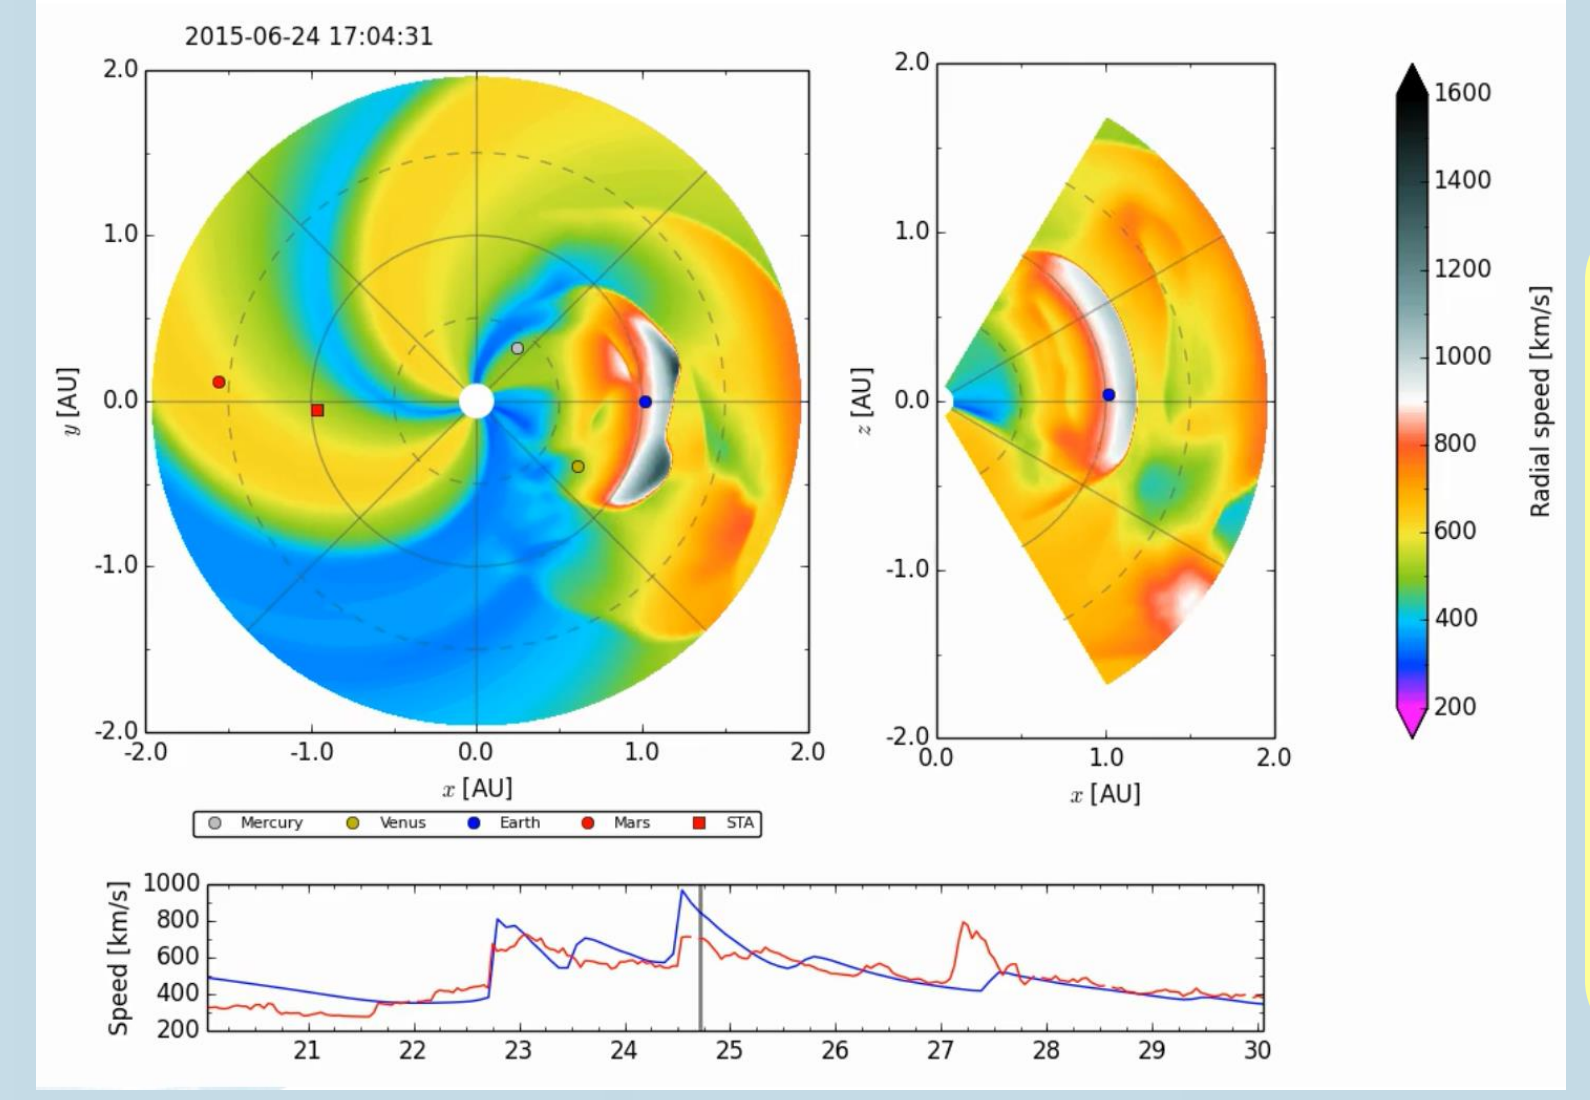 2015-06-24 17:04:31
2.0
1.0
0.0
-1.0
-2.0
y [AU]
-2.0 -1.0 0.0 1.0 2.0
x [AU]
2.0
1.0
0.0
-1.0
-2.0
z [AU]
0.0 1.0 2.0
x [AU]
1600
1400
1200
1000
800
600
400
200
Radial speed [km/s]
Mercury Venus Earth Mars STA
1000
800
600
400
200
Speed [km/s]
21 22 23 24 25 26 27 28 29 30